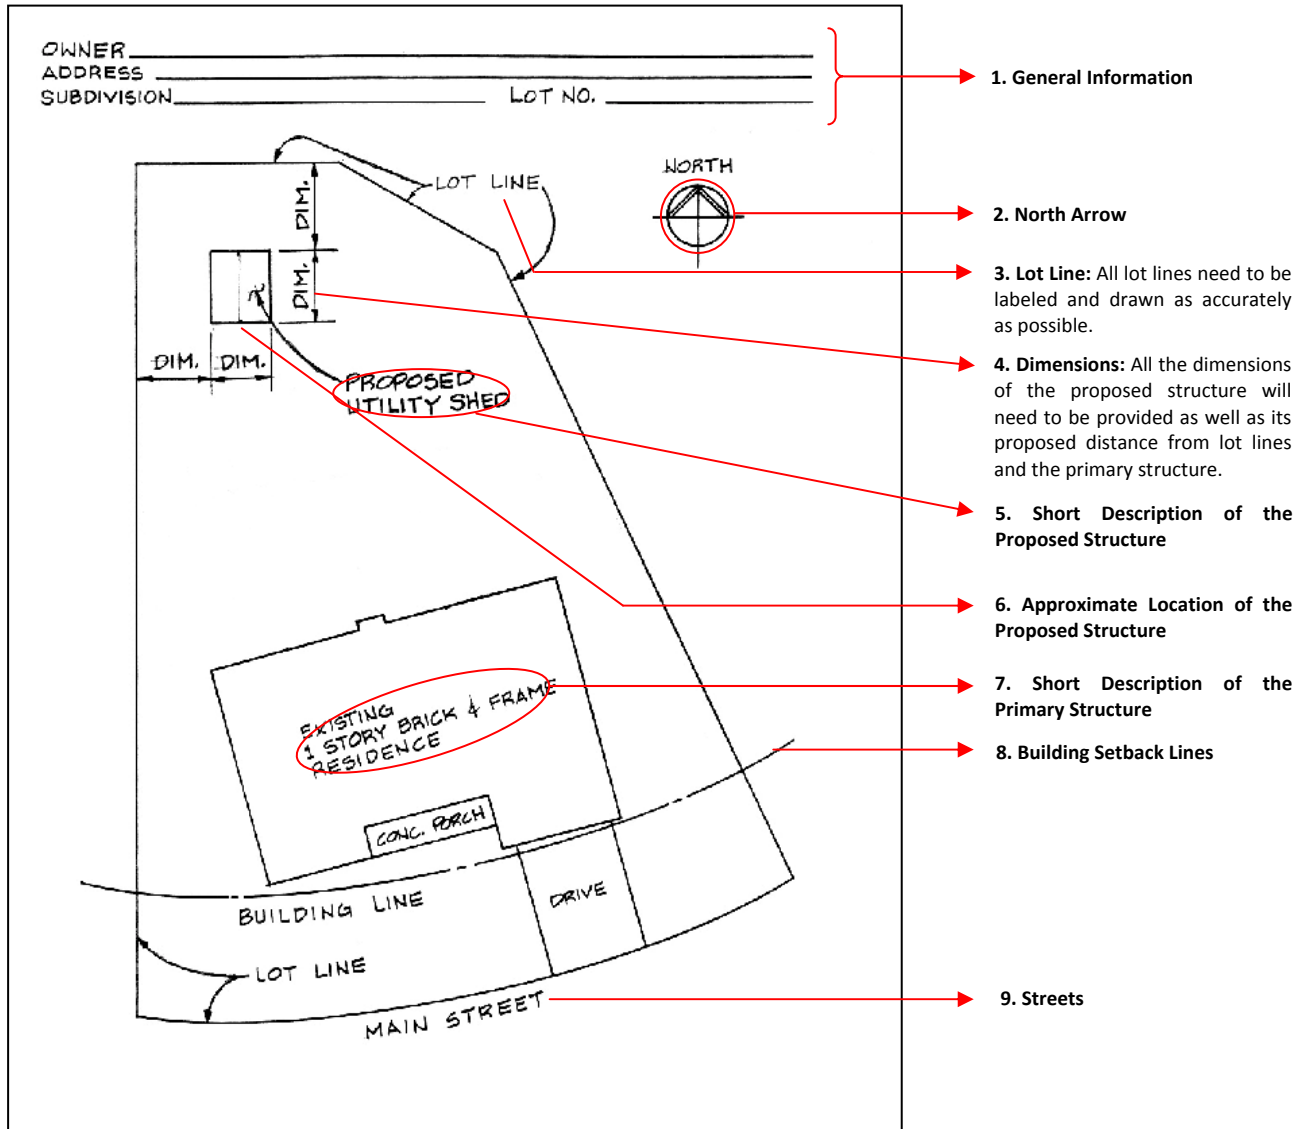 OWNER
ADDRESS
SUBDIVISION LOT NO.
1. General Information
NORTH
LOT LINE
DIM.
2. North Arrow
DIM.
3. Lot Line: All lot lines need to be
labeled and drawn as accurately
as possible.
DIM. DIM.
4. Dimensions: All the dimensions
of the proposed structure will
need to be provided as well as its
proposed distance from lot lines
and the primary structure.
PROPOSED
UTILITY SHED
5. Short Description of the
Proposed Structure
6. Approximate Location of the
Proposed Structure
EXISTING
1 STORY BRICK & FRAME
RESIDENCE
7. Short Description of the
Primary Structure
8. Building Setback Lines
CONC. PORCH
BUILDING LINE
DRIVE
LOT LINE
MAIN STREET
9. Streets